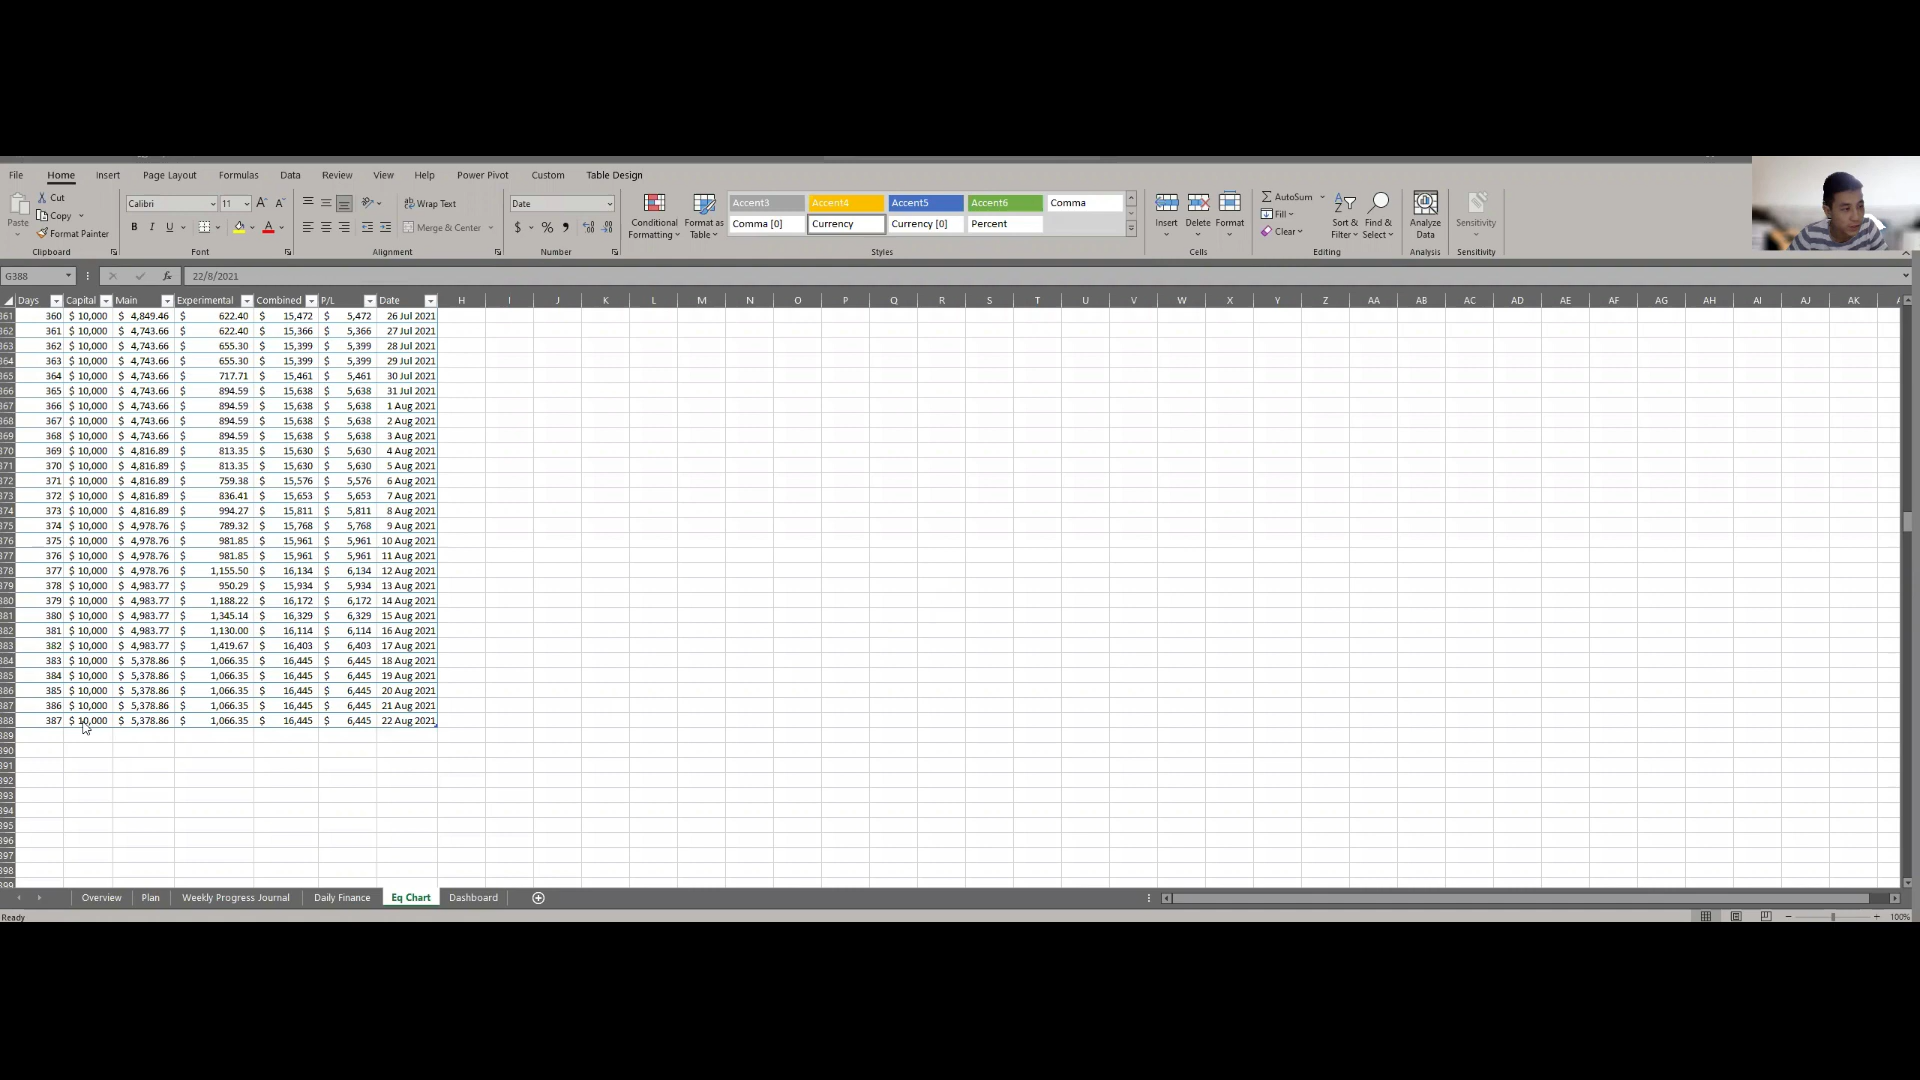 File Home Insert Page Layout Formulas Data Review View Help Power Pivot Custom Table Design
Paste Cut Copy Format Painter Clipboard
Calibri 11 B I U A A Font
Wrap Text Merge & Center Alignment
Date $ % Number
Conditional Formatting Format as Table
Accent3 Accent4 Accent5 Accent6 Comma
Comma [0] Currency Currency [0] Percent
Styles
Insert Delete Format Cells
AutoSum Fill Clear Sort & Filter Find & Select Editing
Analyze Data Analysis
Sensitivity Sensitivity
G388 fx 22/8/2021
Days Capital Main Experimental Combined P/L Date H I J K L M N O P Q R S T U V W X Y Z AA AB AC AD AE AF AG AH AI AJ AK
361 360 $ 10,000 $ 4,849.46 $ 622.40 $ 15,472 $ 5,472 26 Jul 2021
362 361 $ 10,000 $ 4,743.66 $ 622.40 $ 15,366 $ 5,366 27 Jul 2021
363 362 $ 10,000 $ 4,743.66 $ 655.30 $ 15,399 $ 5,399 28 Jul 2021
364 363 $ 10,000 $ 4,743.66 $ 655.30 $ 15,399 $ 5,399 29 Jul 2021
365 364 $ 10,000 $ 4,743.66 $ 717.71 $ 15,461 $ 5,461 30 Jul 2021
366 365 $ 10,000 $ 4,743.66 $ 894.59 $ 15,638 $ 5,638 31 Jul 2021
367 366 $ 10,000 $ 4,743.66 $ 894.59 $ 15,638 $ 5,638 1 Aug 2021
368 367 $ 10,000 $ 4,743.66 $ 894.59 $ 15,638 $ 5,638 2 Aug 2021
369 368 $ 10,000 $ 4,743.66 $ 894.59 $ 15,638 $ 5,638 3 Aug 2021
370 369 $ 10,000 $ 4,816.89 $ 813.35 $ 15,630 $ 5,630 4 Aug 2021
371 370 $ 10,000 $ 4,816.89 $ 813.35 $ 15,630 $ 5,630 5 Aug 2021
372 371 $ 10,000 $ 4,816.89 $ 759.38 $ 15,576 $ 5,576 6 Aug 2021
373 372 $ 10,000 $ 4,816.89 $ 836.41 $ 15,653 $ 5,653 7 Aug 2021
374 373 $ 10,000 $ 4,816.89 $ 994.27 $ 15,811 $ 5,811 8 Aug 2021
375 374 $ 10,000 $ 4,978.76 $ 789.32 $ 15,768 $ 5,768 9 Aug 2021
376 375 $ 10,000 $ 4,978.76 $ 981.85 $ 15,961 $ 5,961 10 Aug 2021
377 376 $ 10,000 $ 4,978.76 $ 981.85 $ 15,961 $ 5,961 11 Aug 2021
378 377 $ 10,000 $ 4,978.76 $ 1,155.50 $ 16,134 $ 6,134 12 Aug 2021
379 378 $ 10,000 $ 4,983.77 $ 950.29 $ 15,934 $ 5,934 13 Aug 2021
380 379 $ 10,000 $ 4,983.77 $ 1,188.22 $ 16,172 $ 6,172 14 Aug 2021
381 380 $ 10,000 $ 4,983.77 $ 1,345.14 $ 16,329 $ 6,329 15 Aug 2021
382 381 $ 10,000 $ 4,983.77 $ 1,130.00 $ 16,114 $ 6,114 16 Aug 2021
383 382 $ 10,000 $ 4,983.77 $ 1,419.67 $ 16,403 $ 6,403 17 Aug 2021
384 383 $ 10,000 $ 5,378.86 $ 1,066.35 $ 16,445 $ 6,445 18 Aug 2021
385 384 $ 10,000 $ 5,378.86 $ 1,066.35 $ 16,445 $ 6,445 19 Aug 2021
386 385 $ 10,000 $ 5,378.86 $ 1,066.35 $ 16,445 $ 6,445 20 Aug 2021
387 386 $ 10,000 $ 5,378.86 $ 1,066.35 $ 16,445 $ 6,445 21 Aug 2021
388 387 $ 10,000 $ 5,378.86 $ 1,066.35 $ 16,445 $ 6,445 22 Aug 2021
389
390
391
392
393
394
395
396
397
398
399
Overview Plan Weekly Progress Journal Daily Finance Eq Chart Dashboard
Ready 100%